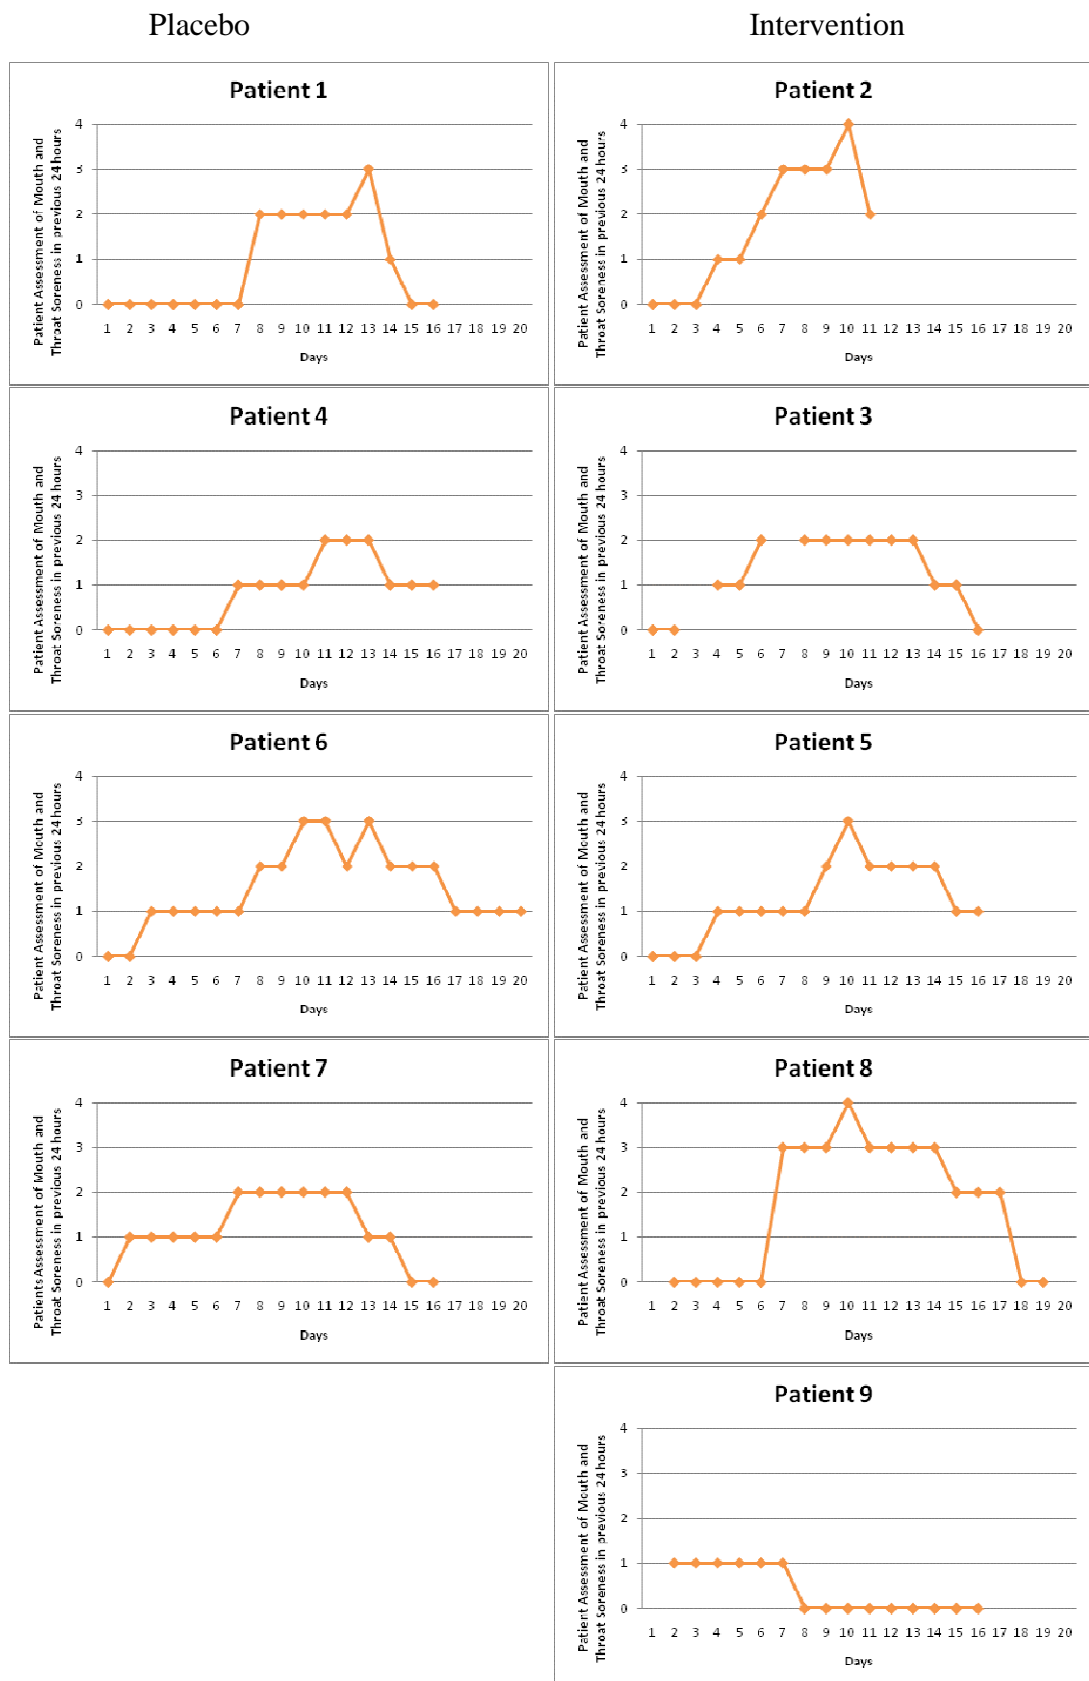 Placebo Intervention
Patient 1
Patient Assessment of Mouth and
Throat Soreness in previous 24 hours
4
3
2
1
0
1 2 3 4 5 6 7 8 9 10 11 12 13 14 15 16 17 18 19 20
Days
Patient 2
Patient Assessment of Mouth and
Throat Soreness in previous 24 hours
4
3
2
1
0
1 2 3 4 5 6 7 8 9 10 11 12 13 14 15 16 17 18 19 20
Days
Patient 4
Patient Assessment of Mouth and
Throat Soreness in previous 24 hours
4
3
2
1
0
1 2 3 4 5 6 7 8 9 10 11 12 13 14 15 16 17 18 19 20
Days
Patient 3
Patient Assessment of Mouth and
Throat Soreness in previous 24 hours
4
3
2
1
0
1 2 3 4 5 6 7 8 9 10 11 12 13 14 15 16 17 18 19 20
Days
Patient 6
Patient Assessment of Mouth and
Throat Soreness in previous 24 hours
4
3
2
1
0
1 2 3 4 5 6 7 8 9 10 11 12 13 14 15 16 17 18 19 20
Days
Patient 5
Patient Assessment of Mouth and
Throat Soreness in previous 24 hours
4
3
2
1
0
1 2 3 4 5 6 7 8 9 10 11 12 13 14 15 16 17 18 19 20
Days
Patient 7
Patients Assessment of Mouth and
Throat Soreness in previous 24 hours
4
3
2
1
0
1 2 3 4 5 6 7 8 9 10 11 12 13 14 15 16 17 18 19 20
Days
Patient 8
Patient Assessment of Mouth and
Throat Soreness in previous 24 hours
4
3
2
1
0
1 2 3 4 5 6 7 8 9 10 11 12 13 14 15 16 17 18 19 20
Days
Patient 9
Patient Assessment of Mouth and
Throat Soreness in previous 24 hours
4
3
2
1
0
1 2 3 4 5 6 7 8 9 10 11 12 13 14 15 16 17 18 19 20
Days